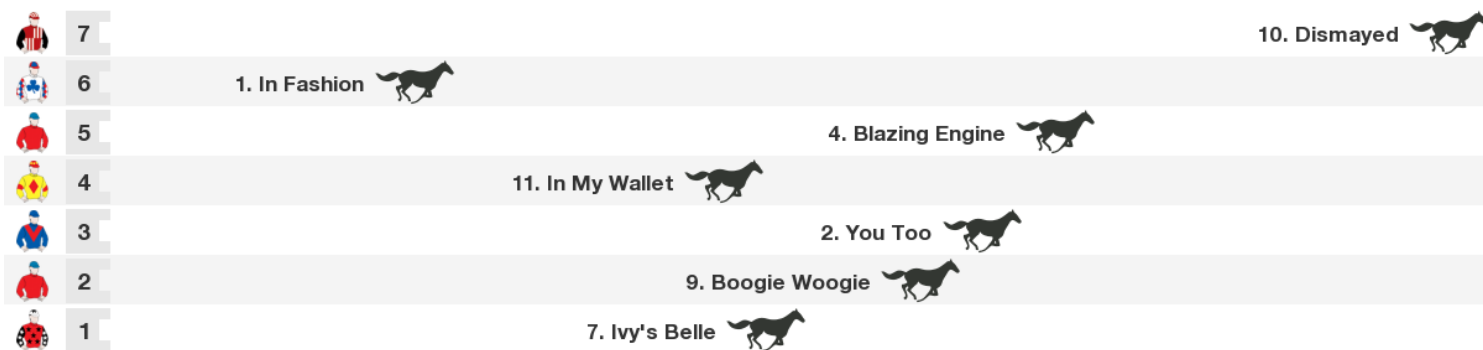 7 10. Dismayed
6 1. In Fashion
5 4. Blazing Engine
4 11. In My Wallet
3 2. You Too
2 9. Boogie Woogie
1 7. Ivy's Belle